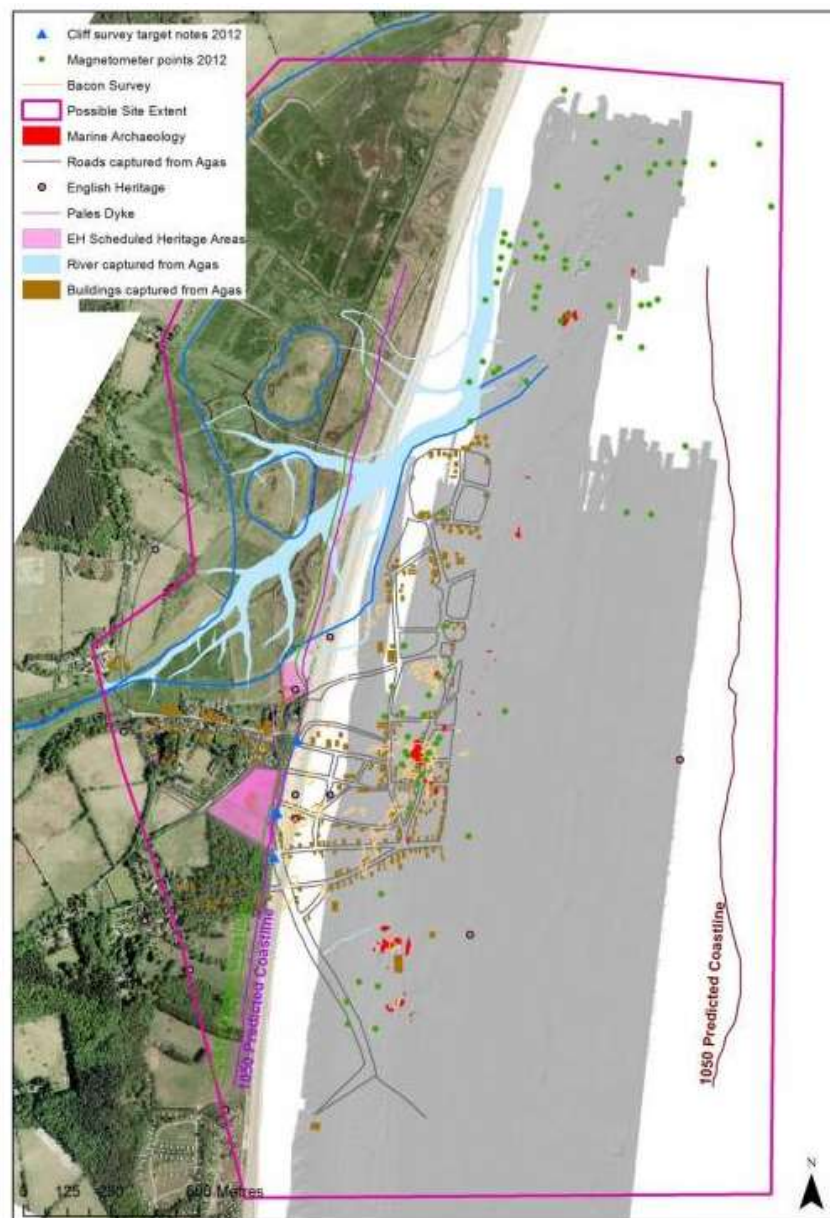 Cliff survey target notes 2012
Magnetometer points 2012
Bacon Survey
Possible Site Extent
Marine Archaeology
Roads captured from Agas
English Heritage
Pales Dyke
EH Scheduled Heritage Areas
River captured from Agas
Buildings captured from Agas
1050 Predicted Coastline
1050 Predicted Coastline
N
0 125 250 500 Metres